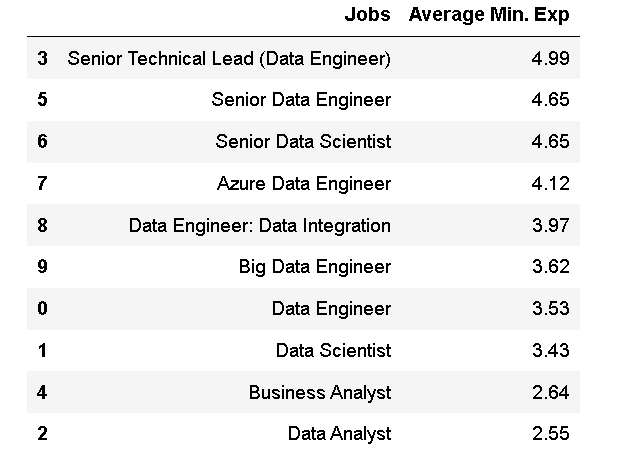 Jobs Average Min. Exp
3 Senior Technical Lead (Data Engineer) 4.99
5 Senior Data Engineer 4.65
6 Senior Data Scientist 4.65
7 Azure Data Engineer 4.12
8 Data Engineer: Data Integration 3.97
9 Big Data Engineer 3.62
0 Data Engineer 3.53
1 Data Scientist 3.43
4 Business Analyst 2.64
2 Data Analyst 2.55